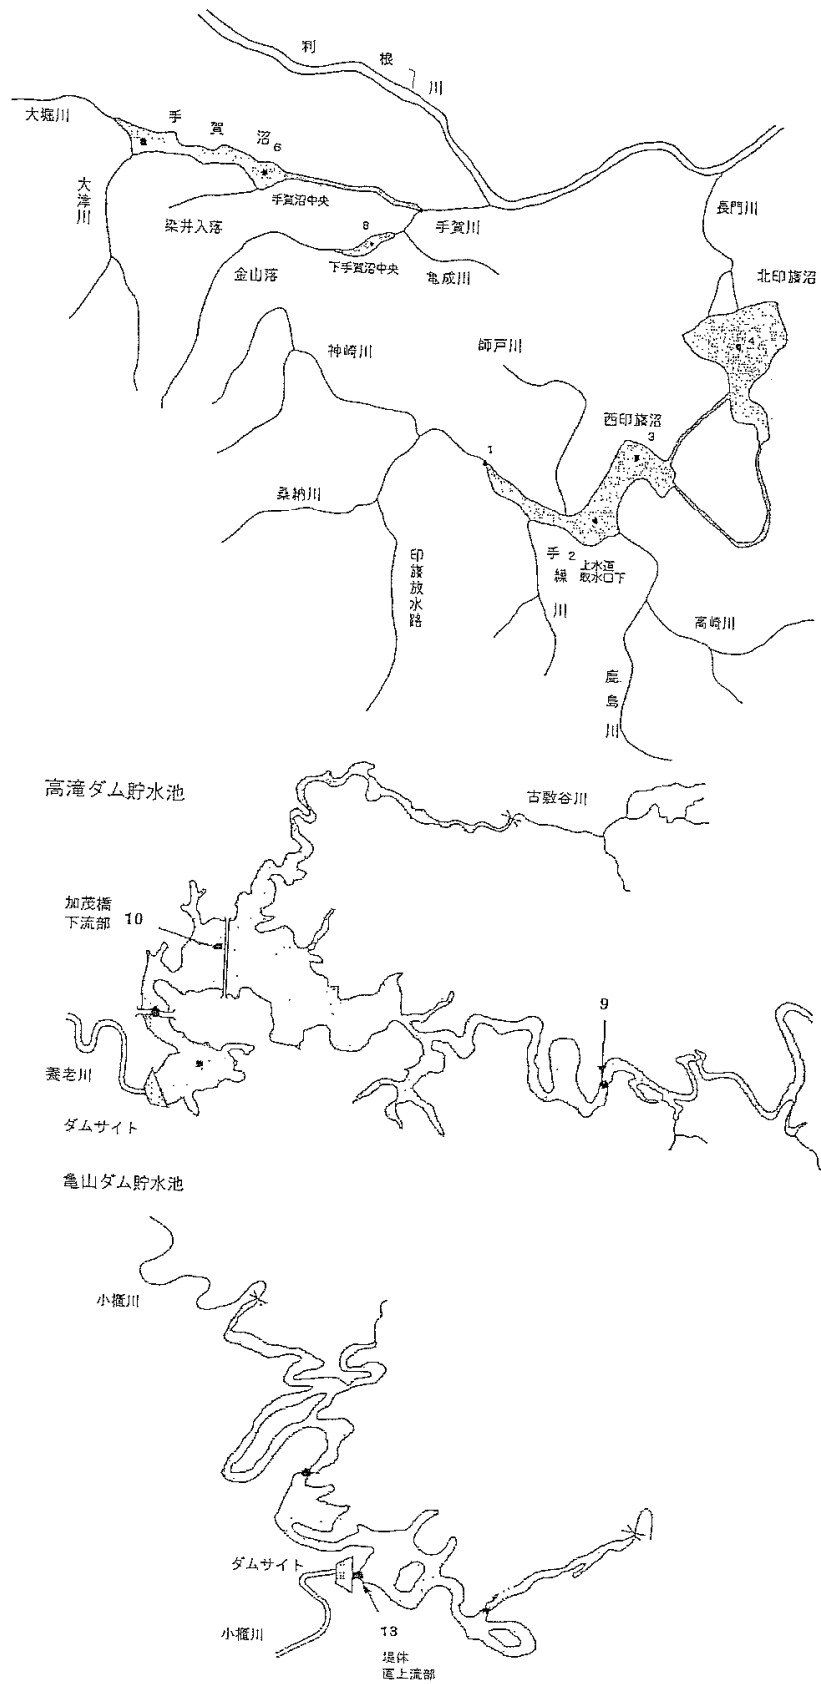 利根川
大堀川
手賀沼
6
大津川
手賀沼中央
染井入落
手賀川
長門川
8
下手賀沼中央
金山落
亀成川
北印旛沼
4
神崎川
師戸川
西印旛沼
3
1
桑納川
印旛放水路
手繰川
2
上水道
取水口下
高崎川
鹿島川
高滝ダム貯水池
古敷谷川
加茂橋
下流部
10
9
養老川
ダムサイト
亀山ダム貯水池
小櫃川
ダムサイト
小櫃川
13
堤体
直上流部